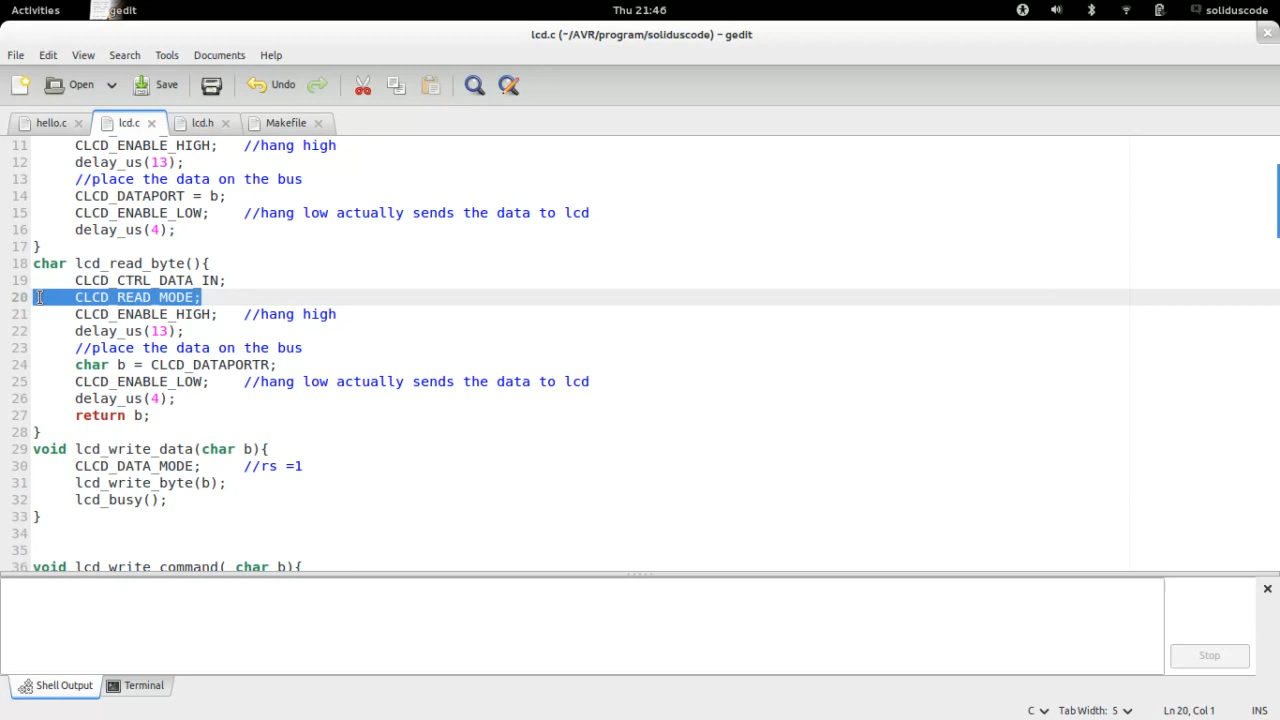 Activities gedit Thu 21:46 soliduscode
lcd.c (~/AVR/program/soliduscode) – gedit
File Edit View Search Tools Documents Help
Open Save Undo
hello.c lcd.c lcd.h Makefile
11 CLCD_ENABLE_HIGH; //hang high
12 delay_us(13);
13 //place the data on the bus
14 CLCD_DATAPORT = b;
15 CLCD_ENABLE_LOW; //hang low actually sends the data to lcd
16 delay_us(4);
17 }
18 char lcd_read_byte(){
19 CLCD_CTRL_DATA_IN;
20 CLCD_READ_MODE;
21 CLCD_ENABLE_HIGH; //hang high
22 delay_us(13);
23 //place the data on the bus
24 char b = CLCD_DATAPORTR;
25 CLCD_ENABLE_LOW; //hang low actually sends the data to lcd
26 delay_us(4);
27 return b;
28 }
29 void lcd_write_data(char b){
30 CLCD_DATA_MODE; //rs =1
31 lcd_write_byte(b);
32 lcd_busy();
33 }
34
35
36 void lcd_write_command( char b){
Stop
Shell Output Terminal
C Tab Width: 5 Ln 20, Col 1 INS